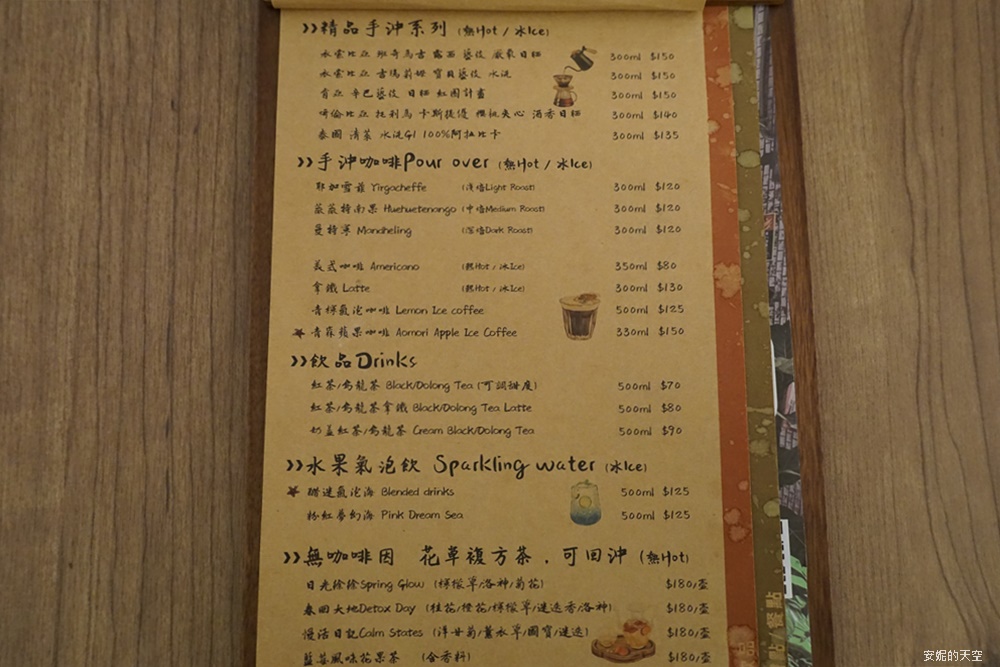 >>精品手沖系列 (熱Hot / 冰Ice)
衣索比亞 班奇馬吉 露西 藝伎 厭氧日曬 300ml $150
衣索比亞 吉瑪 莉姆 寶貝藝伎 水洗 300ml $150
肯亞 辛巴藝伎 日曬 紅圈計畫 300ml $150
哥倫比亞 拖利馬 卡斯提優 櫻桃夾心 酒香日曬 300ml $140
泰國 清萊 水洗G1 100%阿拉比卡 300ml $135
>>手沖咖啡Pour over (熱Hot / 冰Ice)
耶加雪菲 Yirgacheffe (淺焙Light Roast) 300ml $120
薇薇特南果 Huehuetenango (中焙Medium Roast) 300ml $120
曼特寧 Mandheling (深焙Dark Roast) 300ml $120
美式咖啡 Americano (熱Hot / 冰Ice) 350ml $80
拿鐵 Latte (熱Hot / 冰Ice) 300ml $130
青檸氣泡咖啡 Lemon Ice coffee 500ml $125
青森蘋果咖啡 Aomori Apple Ice Coffee 330ml $150
>>飲品Drinks
紅茶/烏龍茶 Black/Oolong Tea (可調甜度) 500ml $70
紅茶/烏龍茶拿鐵 Black/Oolong Tea Latte 500ml $80
奶蓋紅茶/烏龍茶 Cream Black/Oolong Tea 500ml $90
>>水果氣泡飲 Sparkling water (冰Ice)
醋迷氣泡海 Blended drinks 500ml $125
粉紅夢幻海 Pink Dream Sea 500ml $125
>>無咖啡因 花草複方茶．可回沖 (熱Hot)
日光徐徐Spring Glow (檸檬草/洛神/菊花) $180/壺
春回大地Detox Day (桂花/橙花/檸檬草/迷迭香/洛神) $180/壺
慢活日記Calm States (洋甘菊/薰衣草/國寶/迷迭) $180/壺
藍莓風味花果茶 (含香料) $180/壺
餐點
安妮的天空